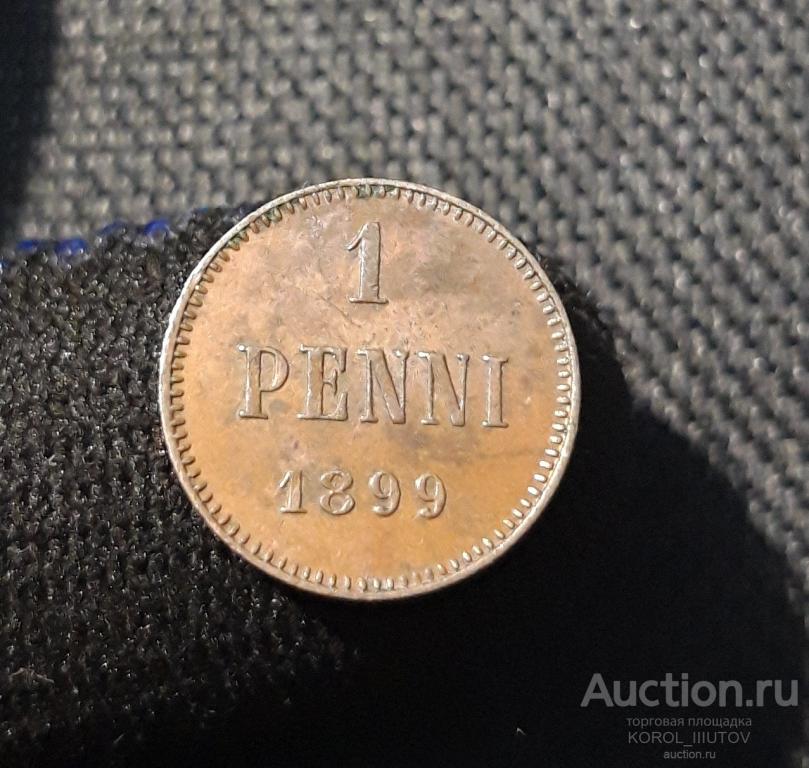 1
PENNI
1899
Auction.ru
торговая площадка
KOROL_IIIUTOV
auction.ru